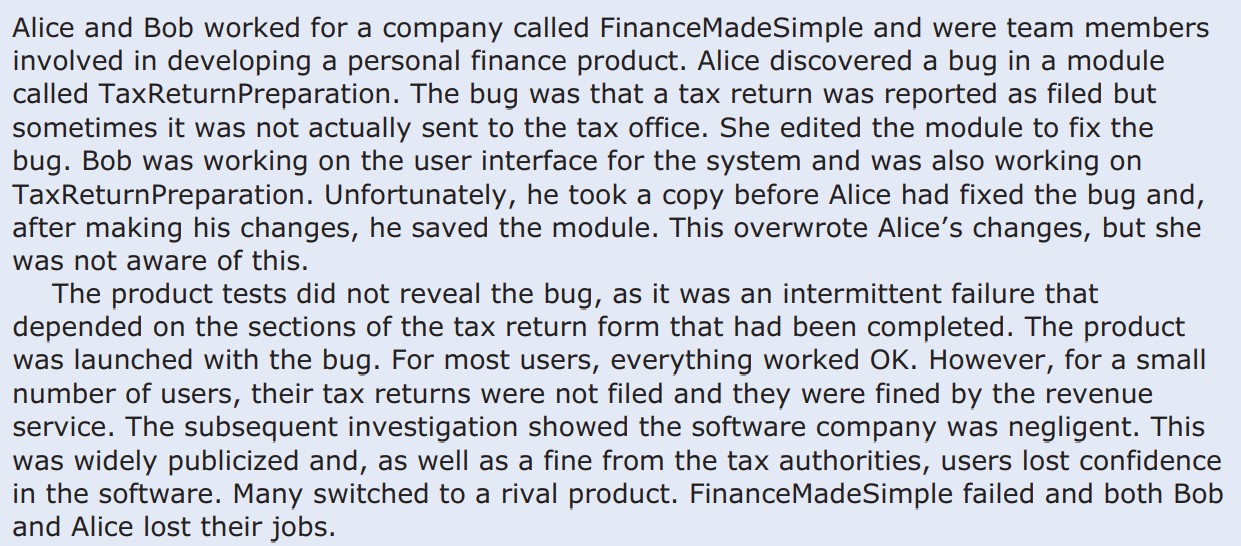 Alice and Bob worked for a company called FinanceMadeSimple and were team members
involved in developing a personal finance product. Alice discovered a bug in a module
called TaxReturnPreparation. The bug was that a tax return was reported as filed but
sometimes it was not actually sent to the tax office. She edited the module to fix the
bug. Bob was working on the user interface for the system and was also working on
TaxReturnPreparation. Unfortunately, he took a copy before Alice had fixed the bug and,
after making his changes, he saved the module. This overwrote Alice’s changes, but she
was not aware of this.
The product tests did not reveal the bug, as it was an intermittent failure that
depended on the sections of the tax return form that had been completed. The product
was launched with the bug. For most users, everything worked OK. However, for a small
number of users, their tax returns were not filed and they were fined by the revenue
service. The subsequent investigation showed the software company was negligent. This
was widely publicized and, as well as a fine from the tax authorities, users lost confidence
in the software. Many switched to a rival product. FinanceMadeSimple failed and both Bob
and Alice lost their jobs.